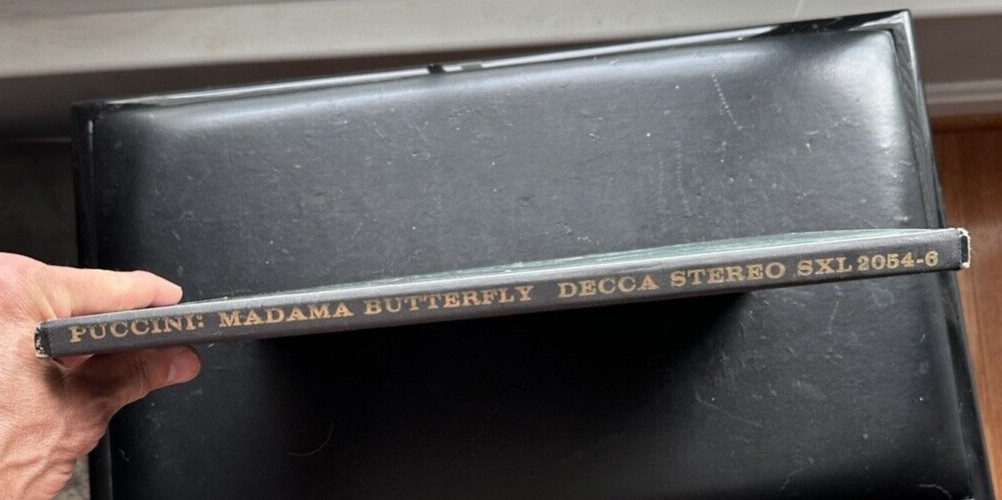 PUCCINI: MADAMA BUTTERFLY DECCA STEREO SXL 2054-6